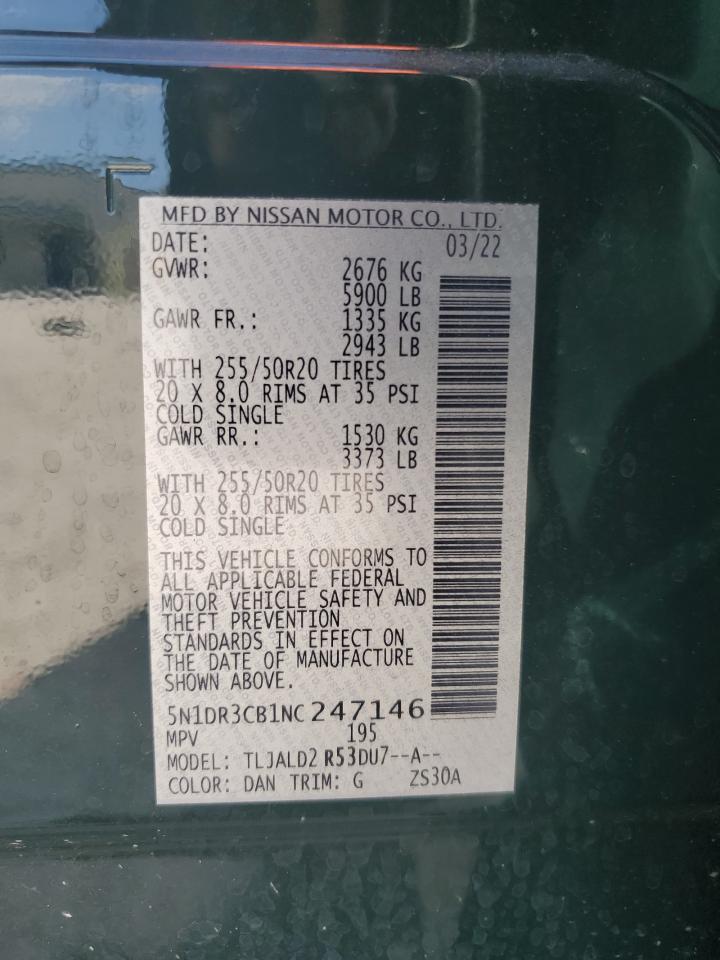 MFD BY NISSAN MOTOR CO., LTD.
DATE: 03/22
GVWR: 2676 KG
5900 LB
GAWR FR.: 1335 KG
2943 LB
WITH 255/50R20 TIRES
20 X 8.0 RIMS AT 35 PSI
COLD SINGLE
GAWR RR.: 1530 KG
3373 LB
WITH 255/50R20 TIRES
20 X 8.0 RIMS AT 35 PSI
COLD SINGLE
THIS VEHICLE CONFORMS TO
ALL APPLICABLE FEDERAL
MOTOR VEHICLE SAFETY AND
THEFT PREVENTION
STANDARDS IN EFFECT ON
THE DATE OF MANUFACTURE
SHOWN ABOVE.
5N1DR3CB1NC247146
MPV 195
MODEL: TLJALD2 R53DU7--A--
COLOR: DAN TRIM: G ZS30A